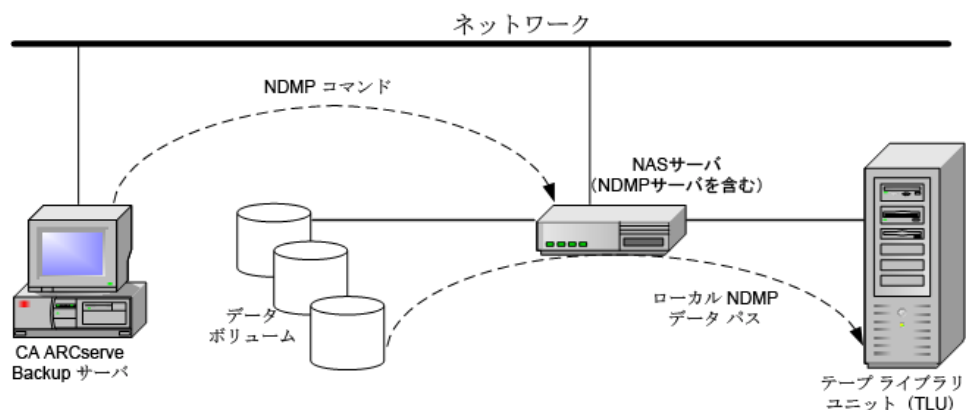 ネットワーク
NDMP コマンド
NASサーバ
(NDMPサーバを含む)
データ
ボリューム
ローカル NDMP
データ パス
CA ARCserve
Backup サーバ
テープ ライブラリ
ユニット (TLU)